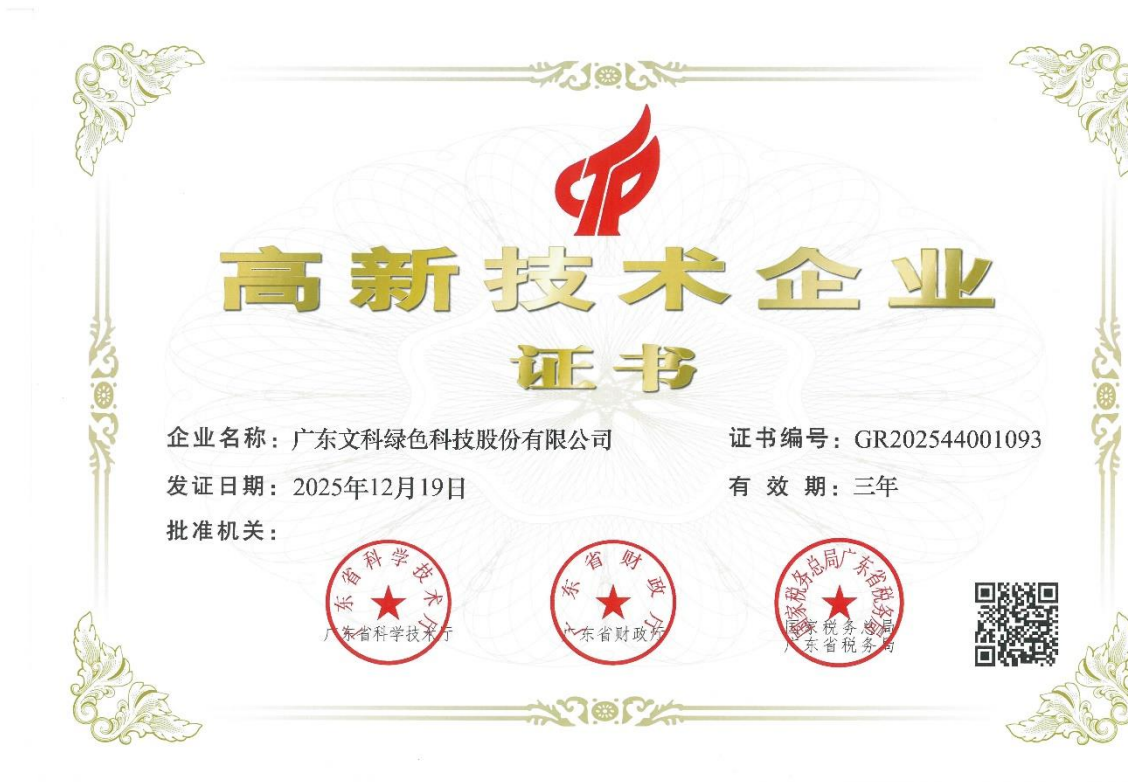 高新技术企业
证书
企业名称：广东文科绿色科技股份有限公司
证书编号：GR202544001093
发证日期：2025年12月19日
有效期：三年
批准机关：
广东省科学技术厅
广东省科学技术厅
广东省财政厅
广东省财政厅
国家税务总局广东省税务局
国家税务总局
广东省税务局